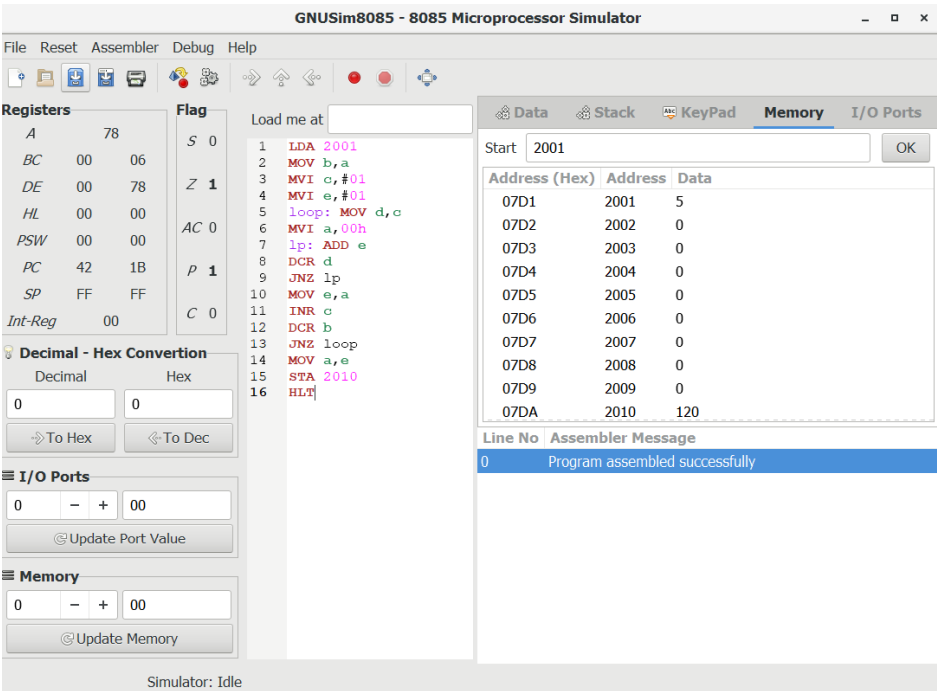 GNUSim8085 - 8085 Microprocessor Simulator
File Reset Assembler Debug Help
Registers
A 78
BC 00 06
DE 00 78
HL 00 00
PSW 00 00
PC 42 1B
SP FF FF
Int-Reg 00
Flag
S 0
Z 1
AC 0
P 1
C 0
Decimal - Hex Convertion
Decimal Hex
0 0
To Hex To Dec
I/O Ports
0 - + 00
Update Port Value
Memory
0 - + 00
Update Memory
Load me at
1 LDA 2001
2 MOV b,a
3 MVI c,#01
4 MVI e,#01
5 loop: MOV d,c
6 MVI a,00h
7 lp: ADD e
8 DCR d
9 JNZ lp
10 MOV e,a
11 INR c
12 DCR b
13 JNZ loop
14 MOV a,e
15 STA 2010
16 HLT
Data Stack Abc KeyPad Memory I/O Ports
Start 2001 OK
Address (Hex) Address Data
07D1 2001 5
07D2 2002 0
07D3 2003 0
07D4 2004 0
07D5 2005 0
07D6 2006 0
07D7 2007 0
07D8 2008 0
07D9 2009 0
07DA 2010 120
Line No Assembler Message
0 Program assembled successfully
Simulator: Idle